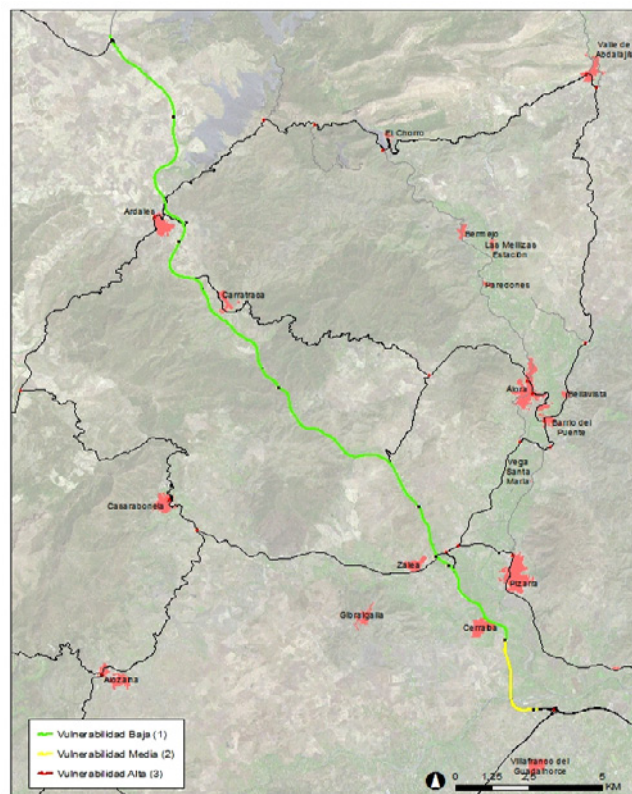 Valle de
Abdalajís
El Chorro
Ardales
Bermejo
Las Mellizas
Estación
Paredones
Carratraca
Álora
Bellavista
Barrio del
Puente
Vega
Santa
María
Casarabonela
Zalea
Pizarra
Gibralgalia
Cerralba
Alozaina
Villafranco del
Guadalhorce
Vulnerabilidad Baja (1)
Vulnerabilidad Media (2)
Vulnerabilidad Alta (3)
0 1,25 2,5 5
KM